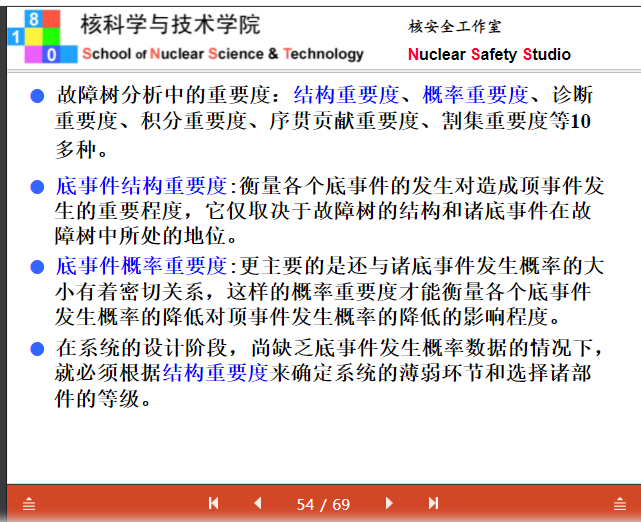 8
1
0
核科学与技术学院
School of Nuclear Science & Technology
核安全工作室
Nuclear Safety Studio
故障树分析中的重要度：结构重要度、概率重要度、诊断
重要度、积分重要度、序贯贡献重要度、割集重要度等10
多种。
底事件结构重要度:衡量各个底事件的发生对造成顶事件发
生的重要程度，它仅取决于故障树的结构和诸底事件在故
障树中所处的地位。
底事件概率重要度:更主要的是还与诸底事件发生概率的大
小有着密切关系，这样的概率重要度才能衡量各个底事件
发生概率的降低对顶事件发生概率的降低的影响程度。
在系统的设计阶段，尚缺乏底事件发生概率数据的情况下，
就必须根据结构重要度来确定系统的薄弱环节和选择诸部
件的等级。
54 / 69